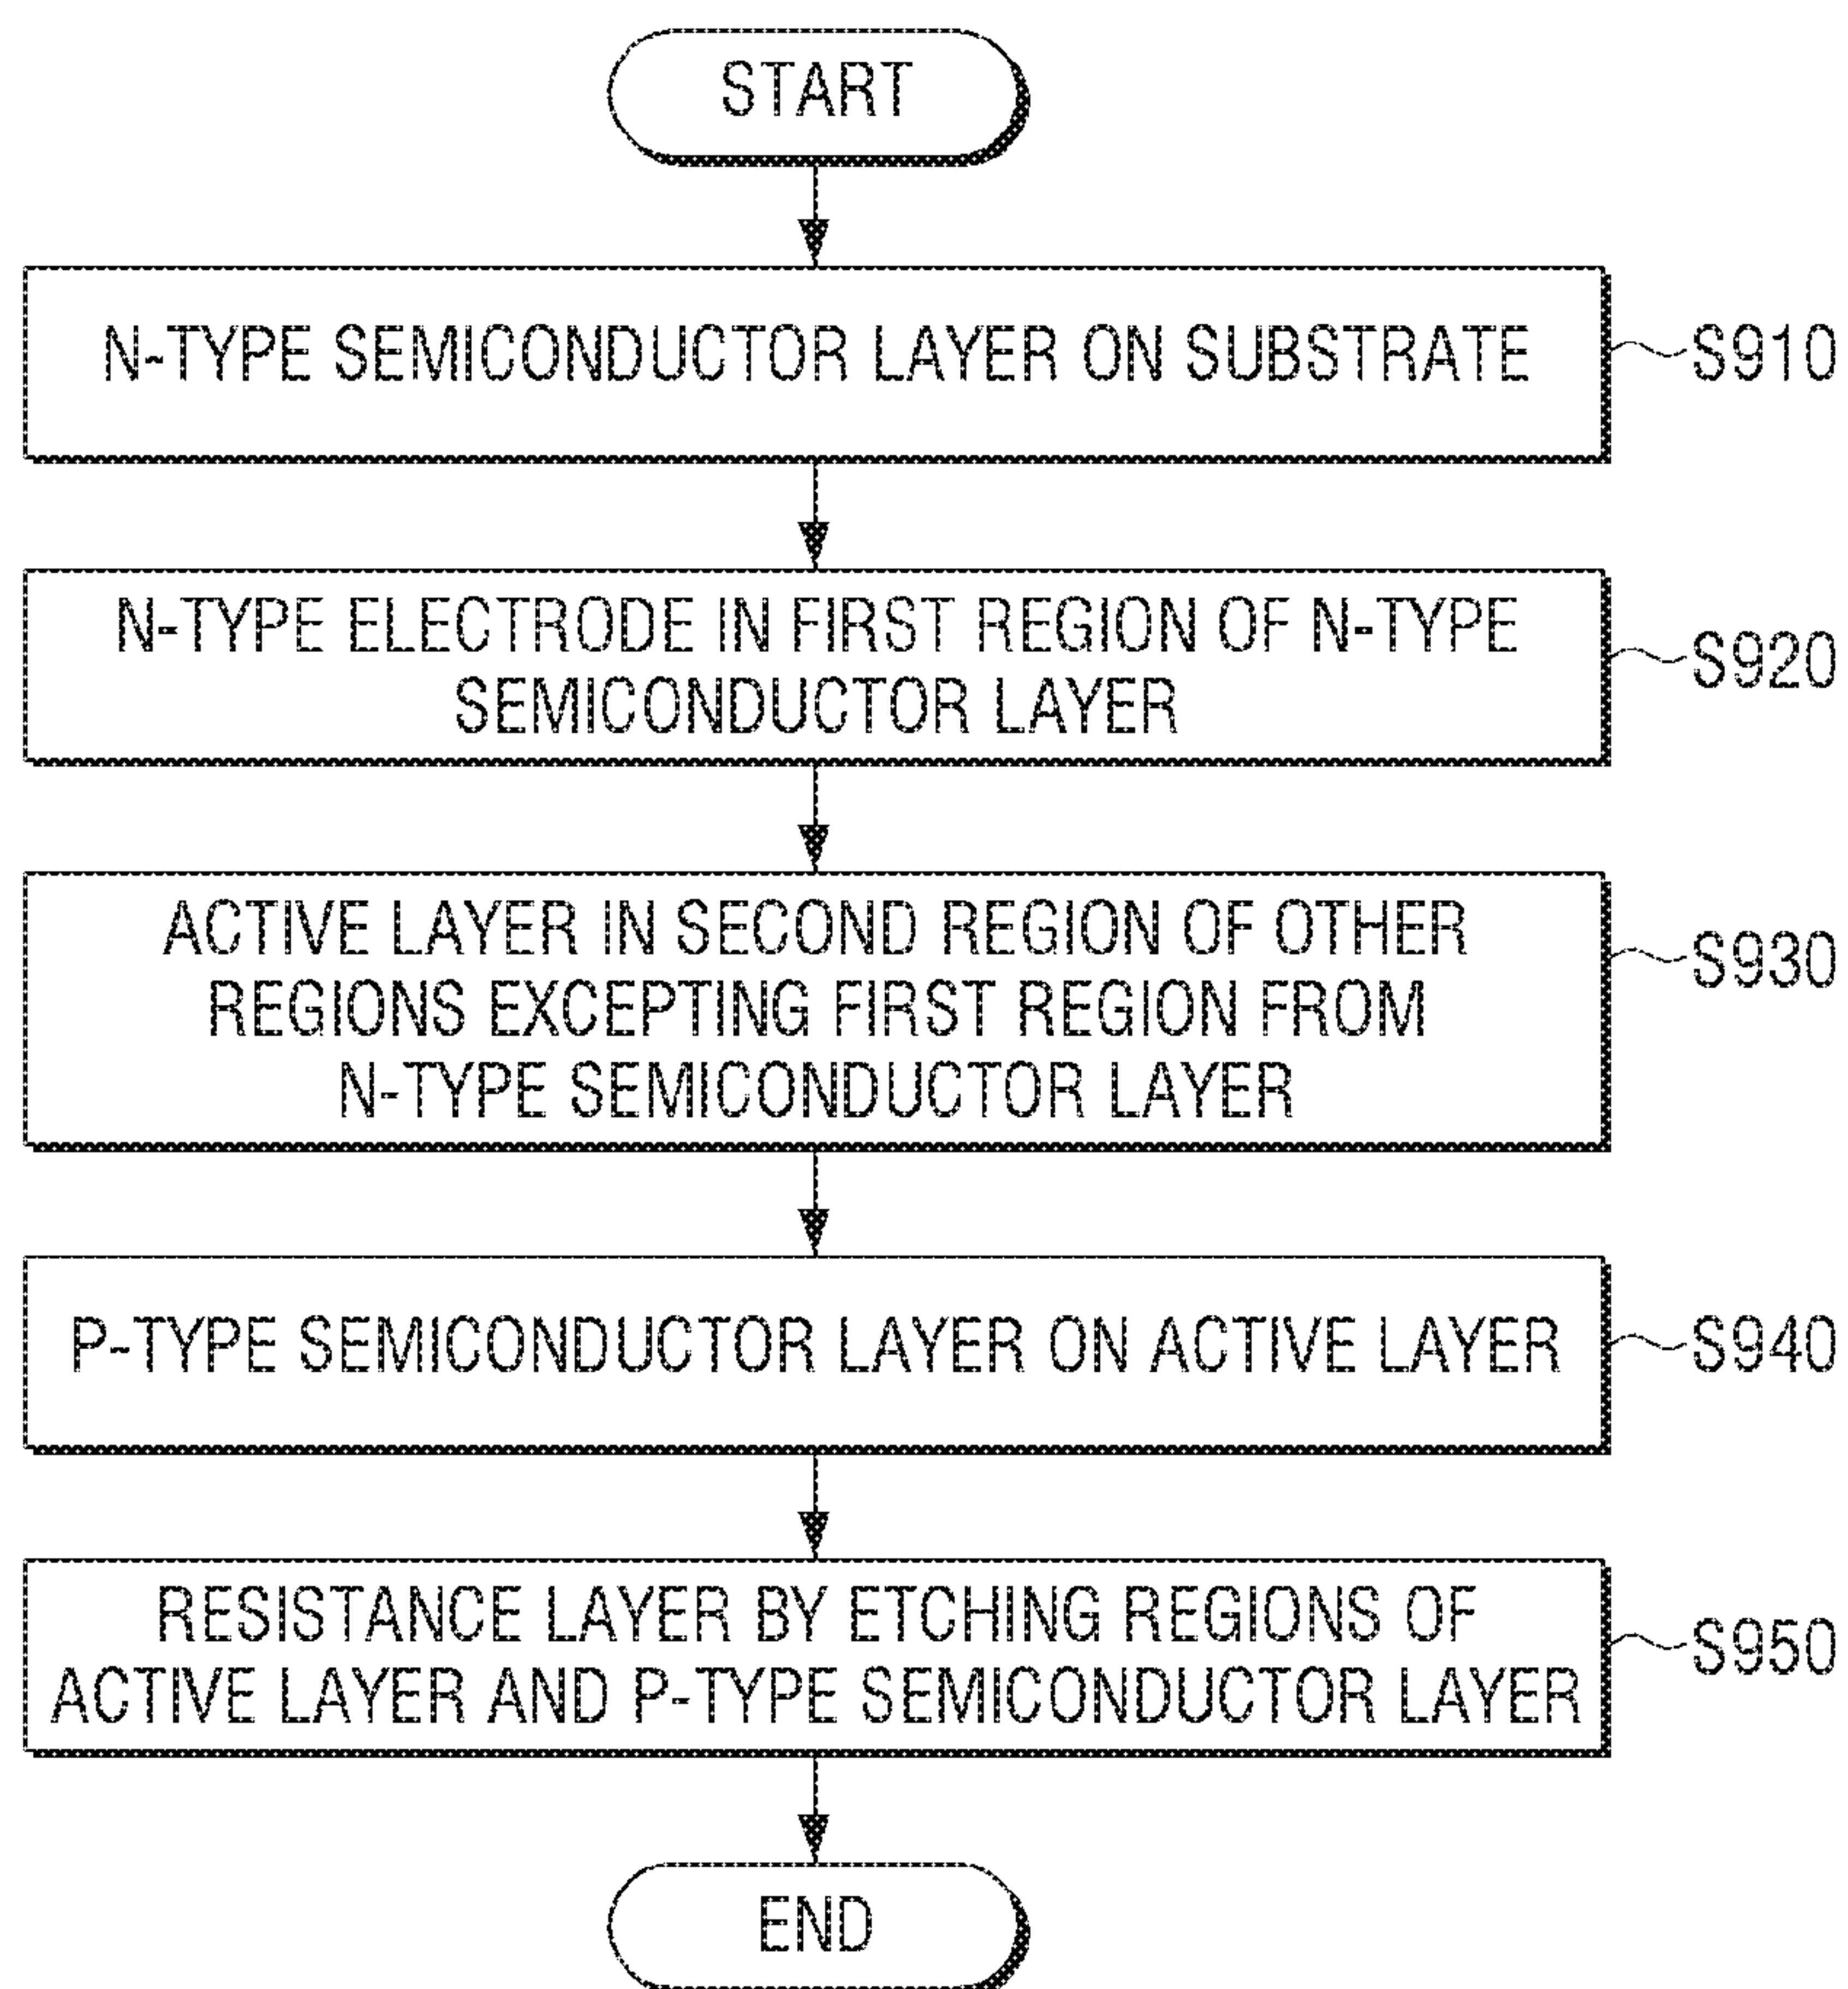 START
N-TYPE SEMICONDUCTOR LAYER ON SUBSTRATE
S910
N-TYPE ELECTRODE IN FIRST REGION OF N-TYPE
SEMICONDUCTOR LAYER
S920
ACTIVE LAYER IN SECOND REGION OF OTHER
REGIONS EXCEPTING FIRST REGION FROM
N-TYPE SEMICONDUCTOR LAYER
S930
P-TYPE SEMICONDUCTOR LAYER ON ACTIVE LAYER
S940
RESISTANCE LAYER BY ETCHING REGIONS OF
ACTIVE LAYER AND P-TYPE SEMICONDUCTOR LAYER
S950
END